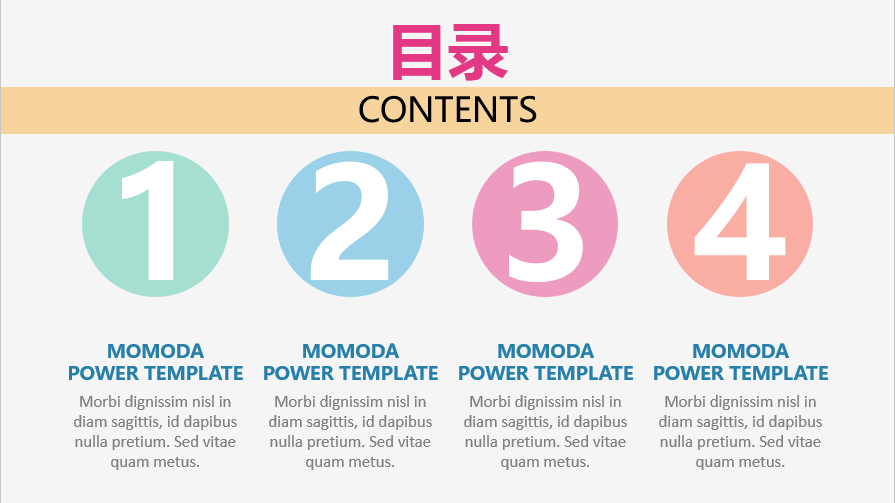 目录
CONTENTS
1
2
3
4
MOMODA
POWER TEMPLATE
Morbi dignissim nisl in
diam sagittis, id dapibus
nulla pretium. Sed vitae
quam metus.
MOMODA
POWER TEMPLATE
Morbi dignissim nisl in
diam sagittis, id dapibus
nulla pretium. Sed vitae
quam metus.
MOMODA
POWER TEMPLATE
Morbi dignissim nisl in
diam sagittis, id dapibus
nulla pretium. Sed vitae
quam metus.
MOMODA
POWER TEMPLATE
Morbi dignissim nisl in
diam sagittis, id dapibus
nulla pretium. Sed vitae
quam metus.